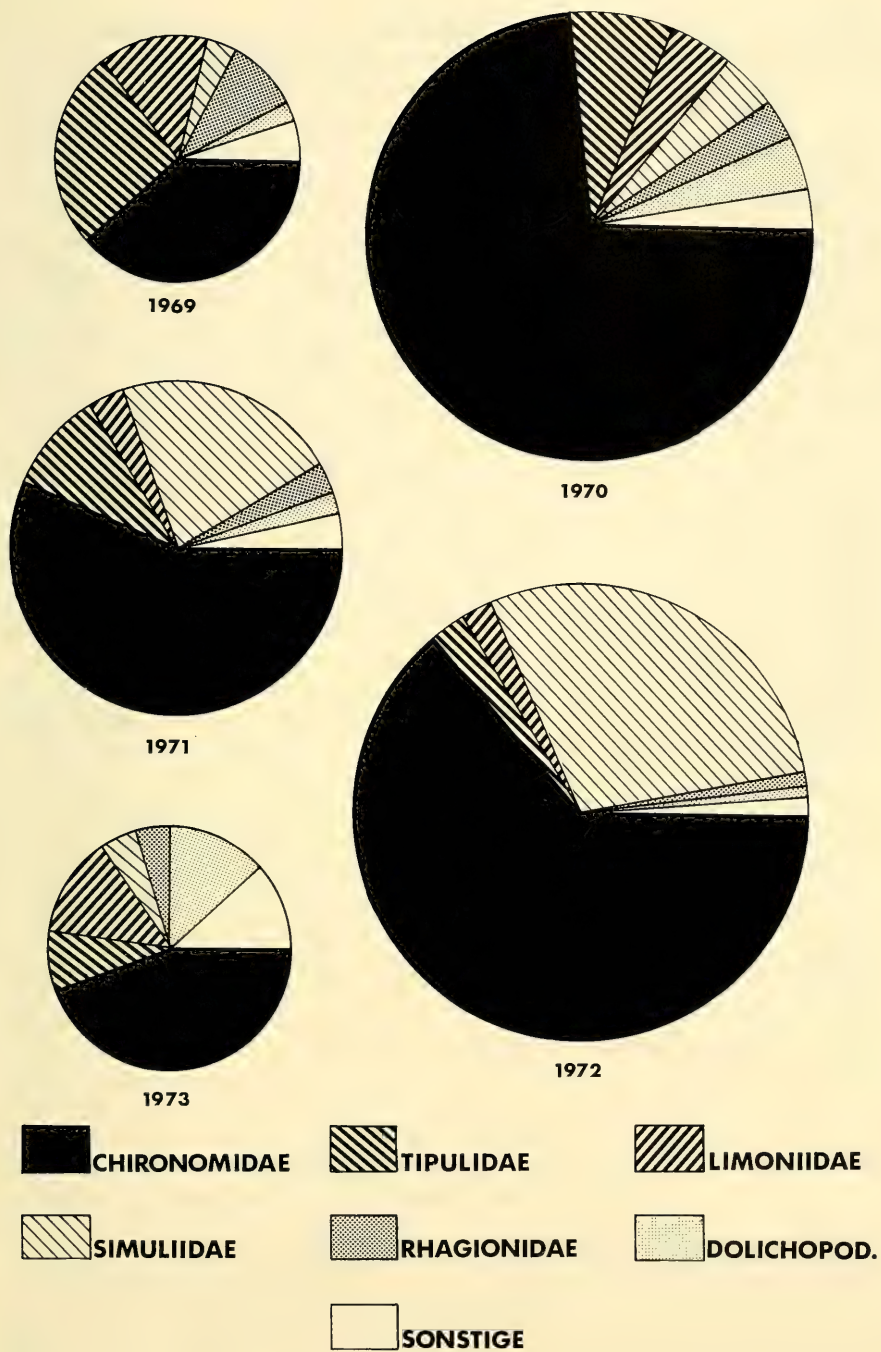 1969
1970
1971
1972
1973
CHIRONOMIDAE
TIPULIDAE
LIMONIIDAE
SIMULIIDAE
RHAGIONIDAE
DOLICHOPOD.
SONSTIGE